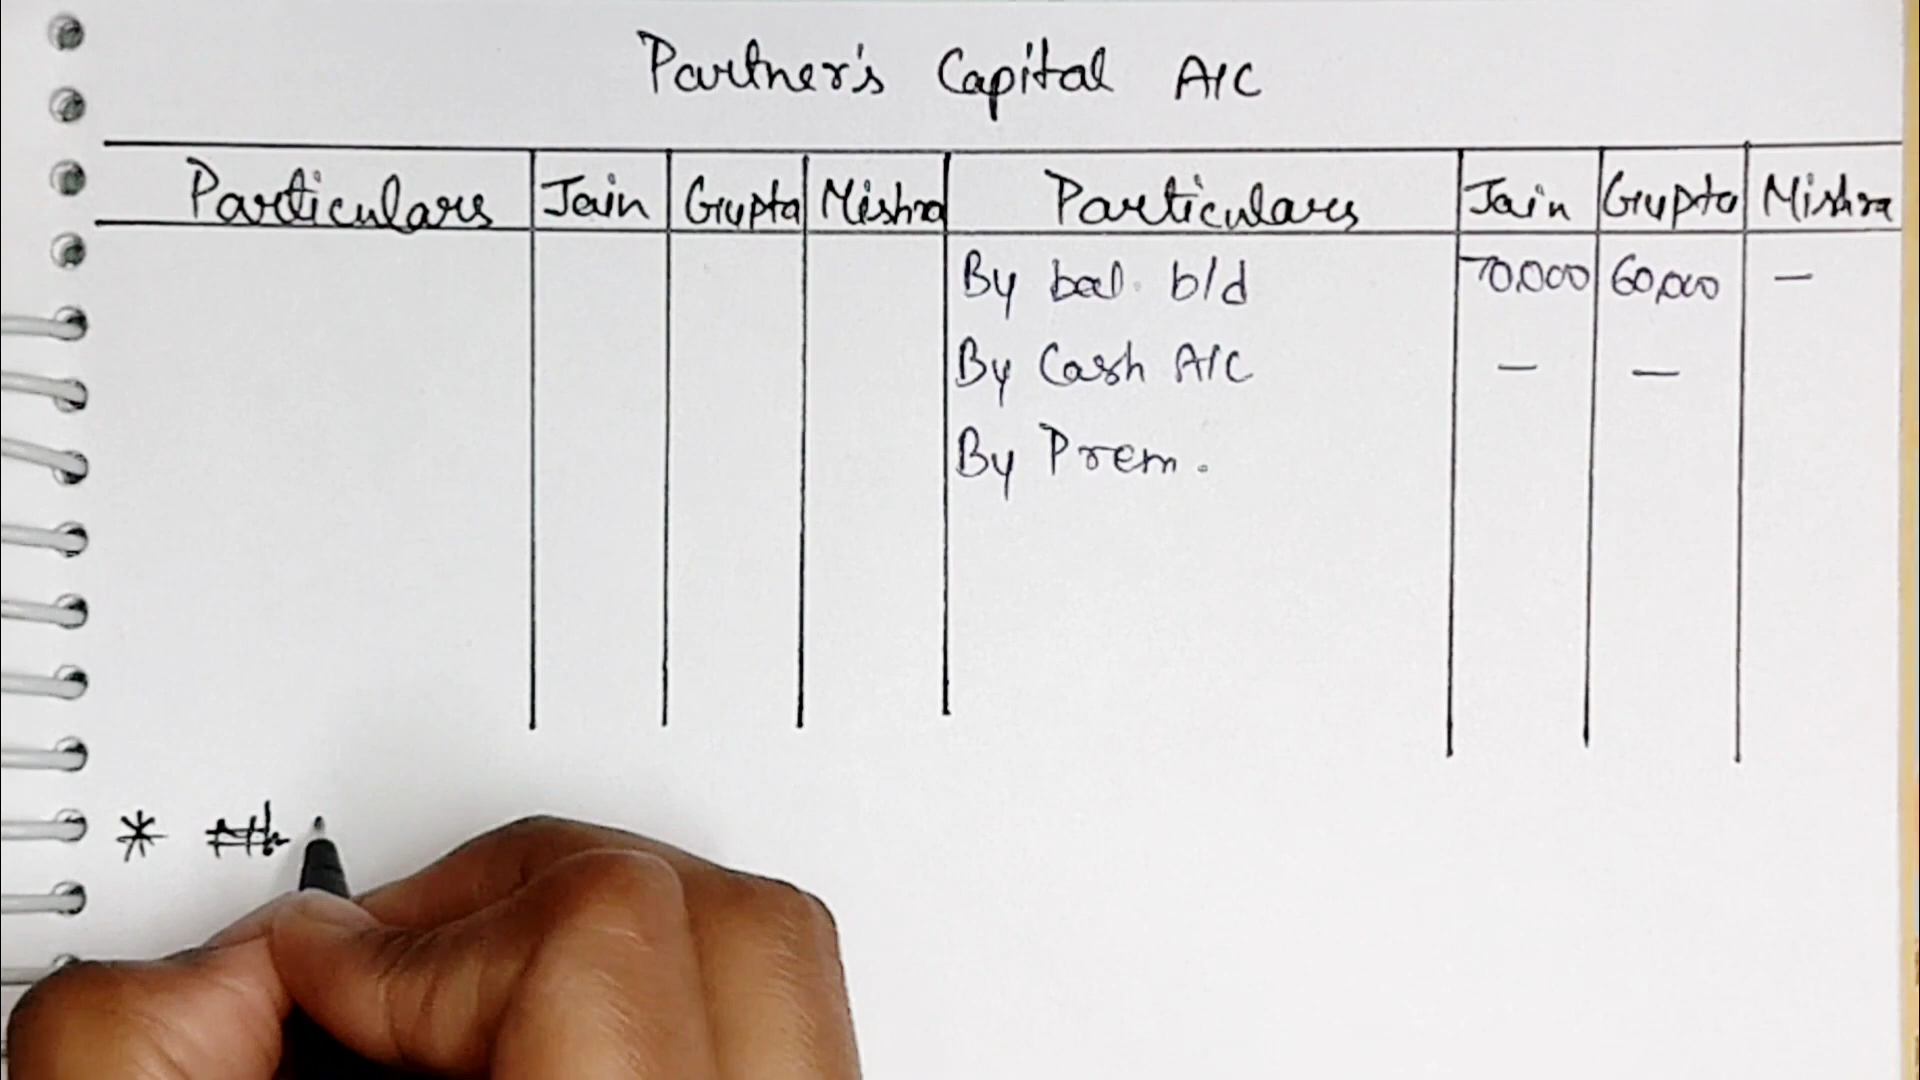 Partner's Capital A/C
Particulars Jain Gupta Mishra Particulars Jain Gupta Mishra
By bal. b/d 70,000 60,000 —
By Cash A/C — —
By Prem.
*